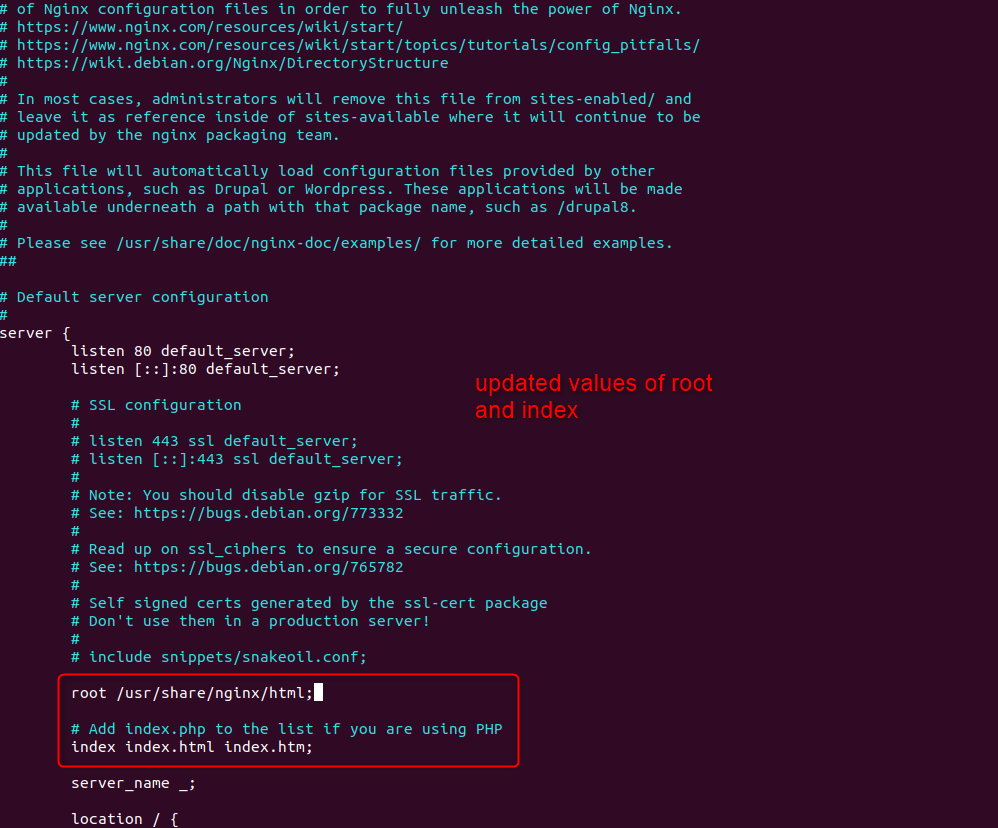 # of Nginx configuration files in order to fully unleash the power of Nginx.
# https://www.nginx.com/resources/wiki/start/
# https://www.nginx.com/resources/wiki/start/topics/tutorials/config_pitfalls/
# https://wiki.debian.org/Nginx/DirectoryStructure
#
# In most cases, administrators will remove this file from sites-enabled/ and
# leave it as reference inside of sites-available where it will continue to be
# updated by the nginx packaging team.
#
# This file will automatically load configuration files provided by other
# applications, such as Drupal or Wordpress. These applications will be made
# available underneath a path with that package name, such as /drupal8.
#
# Please see /usr/share/doc/nginx-doc/examples/ for more detailed examples.
##
# Default server configuration
#
server {
listen 80 default_server;
listen [::]:80 default_server;
updated values of root
and index
# SSL configuration
#
# listen 443 ssl default_server;
# listen [::]:443 ssl default_server;
#
# Note: You should disable gzip for SSL traffic.
# See: https://bugs.debian.org/773332
#
# Read up on ssl_ciphers to ensure a secure configuration.
# See: https://bugs.debian.org/765782
#
# Self signed certs generated by the ssl-cert package
# Don't use them in a production server!
#
# include snippets/snakeoil.conf;
root /usr/share/nginx/html;
# Add index.php to the list if you are using PHP
index index.html index.htm;
server_name _;
location / {